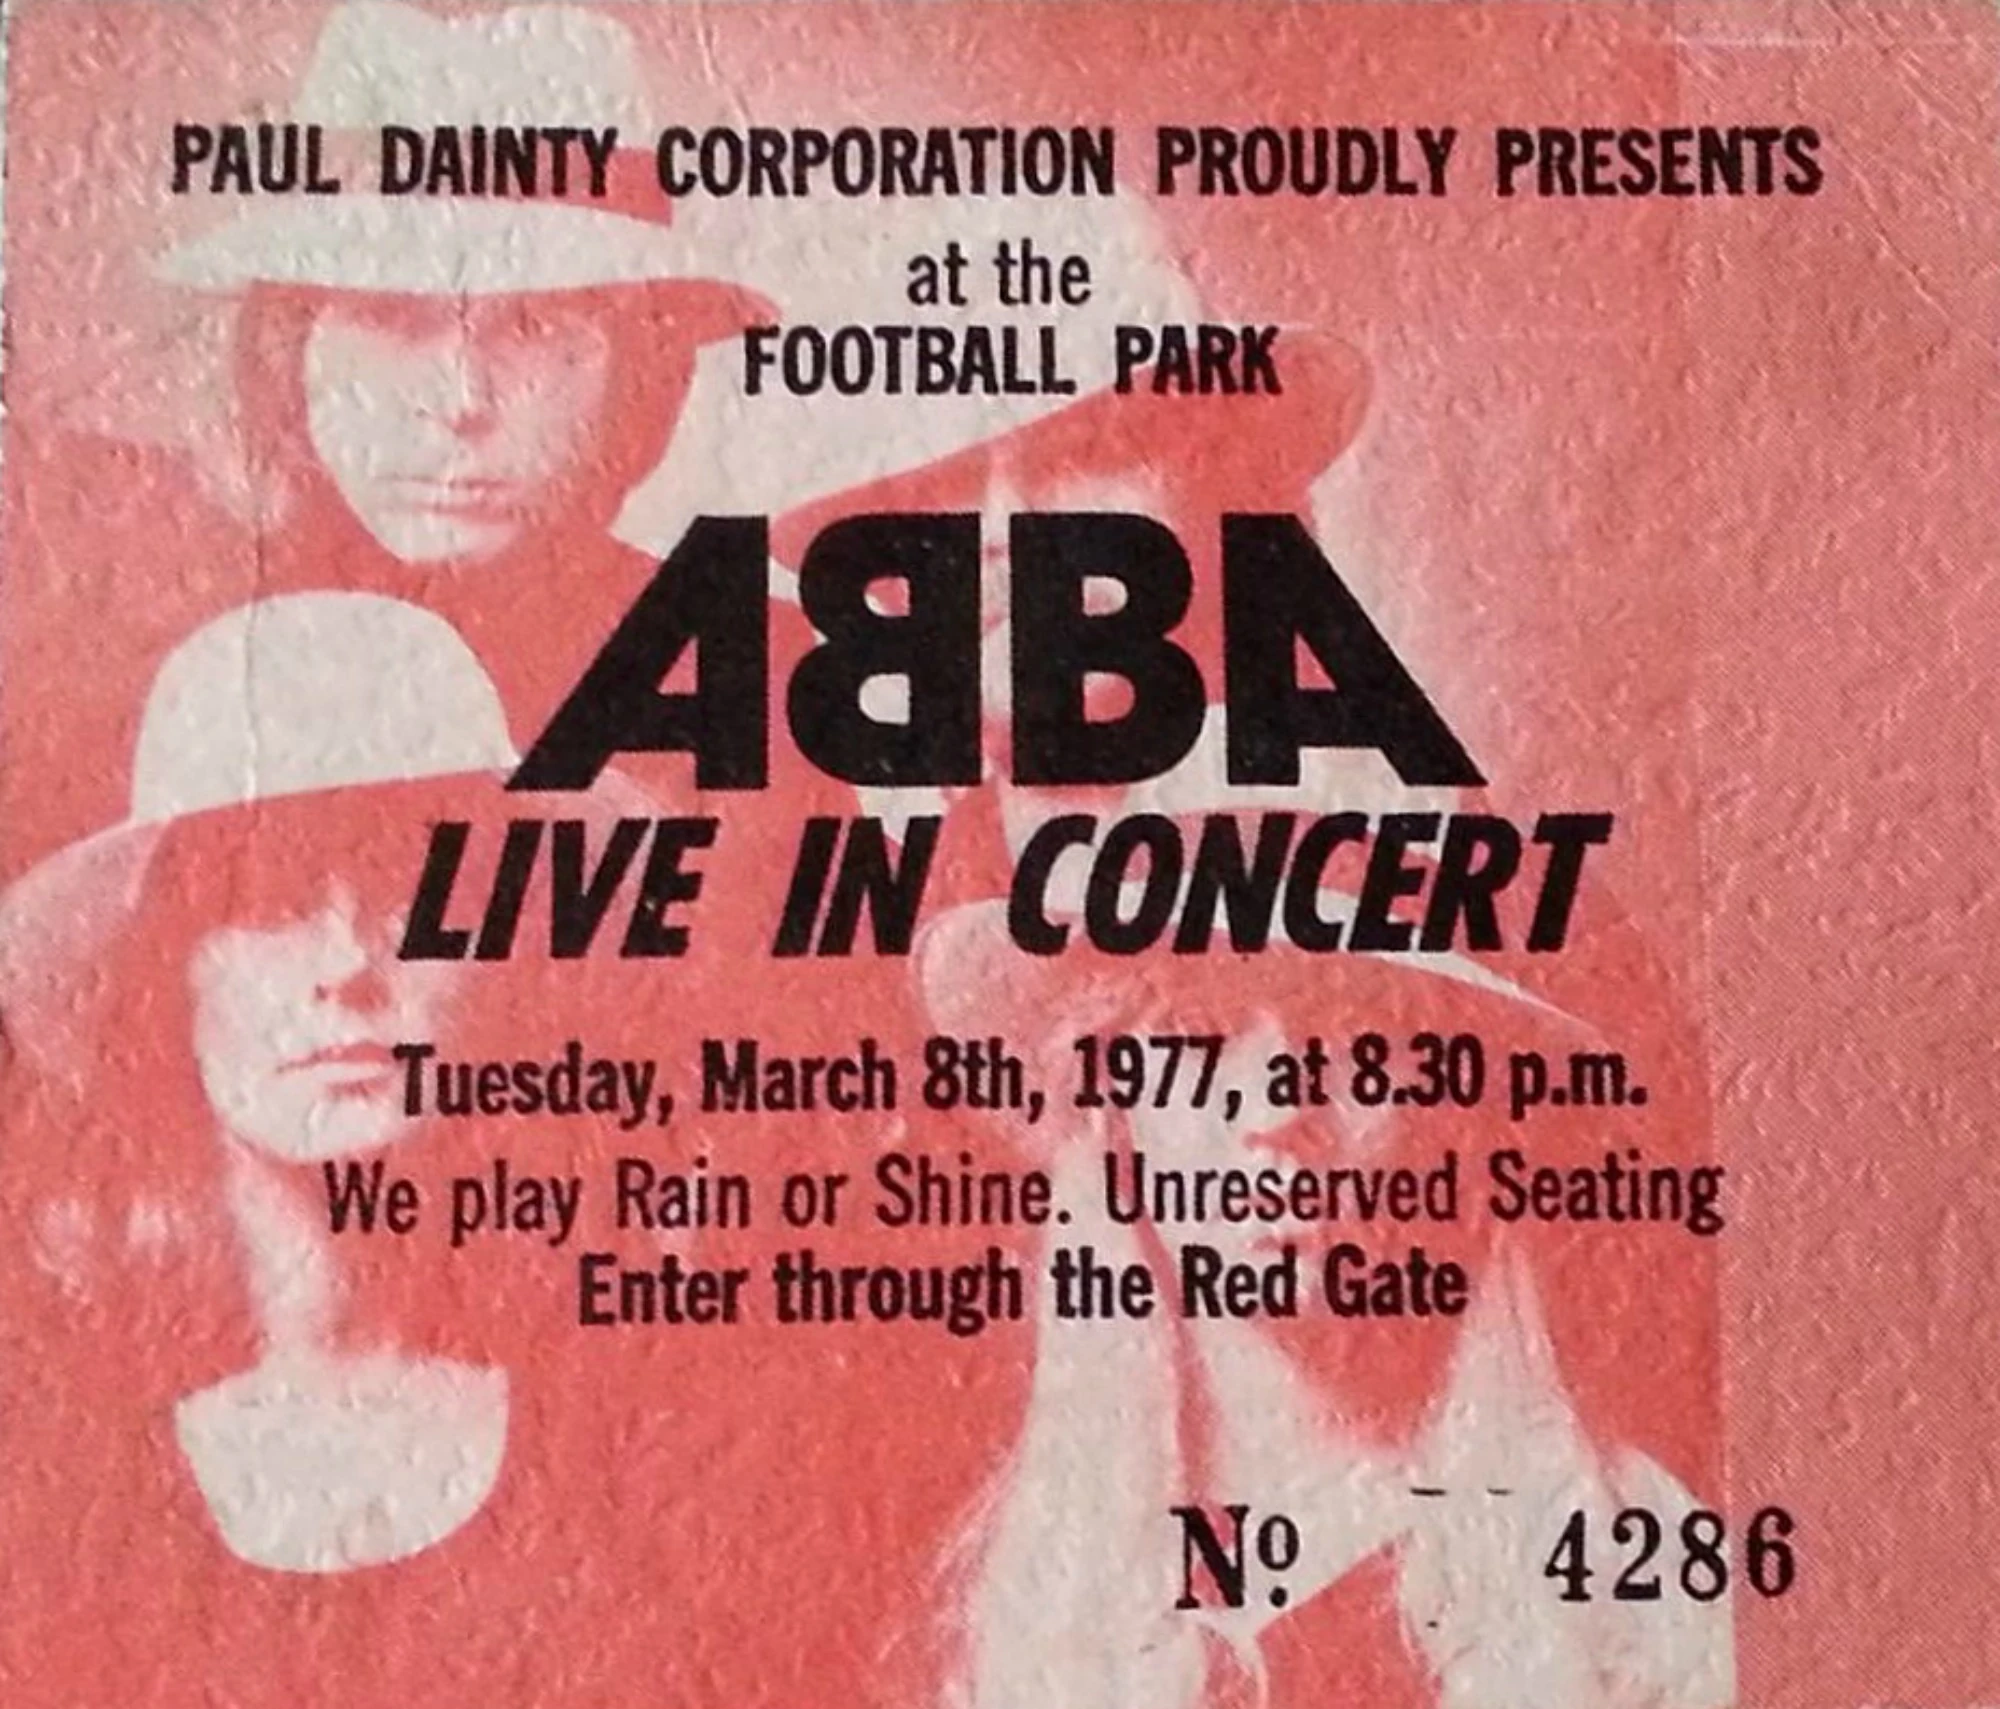 PAUL DAINTY CORPORATION PROUDLY PRESENTS
at the
FOOTBALL PARK
ABBA
LIVE IN CONCERT
Tuesday, March 8th, 1977, at 8.30 p.m.
We play Rain or Shine. Unreserved Seating
Enter through the Red Gate
Nº 4286